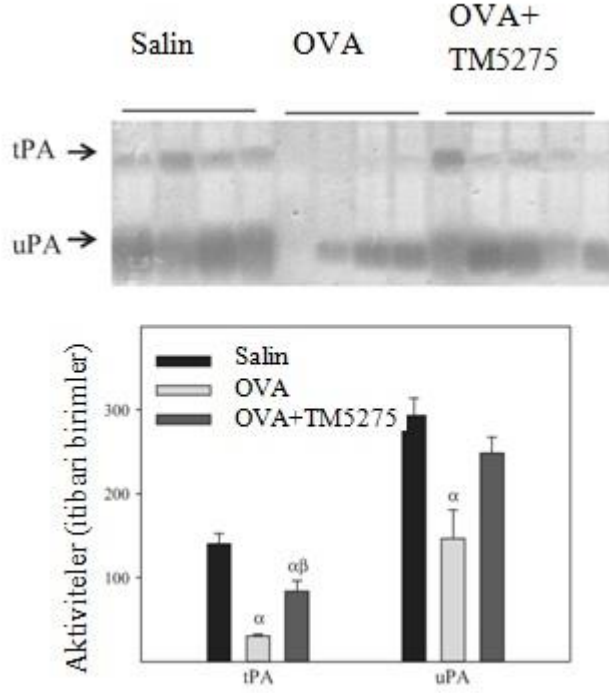 Salin
OVA
OVA+
TM5275
tPA
uPA
Aktiviteler (itibari birimler)
Salin
OVA
OVA+TM5275
300
200
100
α
αβ
α
tPA
uPA